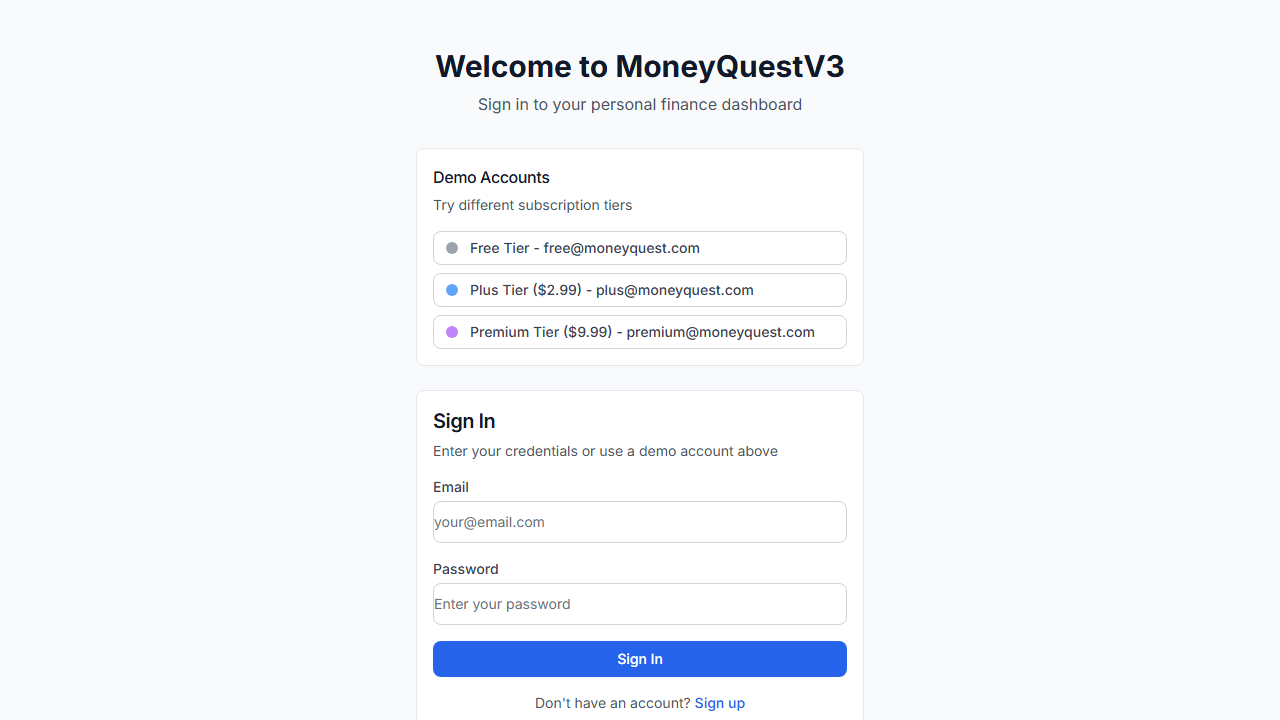 Welcome to MoneyQuestV3
Sign in to your personal finance dashboard
Demo Accounts
Try different subscription tiers
Free Tier - free@moneyquest.com
Plus Tier ($2.99) - plus@moneyquest.com
Premium Tier ($9.99) - premium@moneyquest.com
Sign In
Enter your credentials or use a demo account above
Email
your@email.com
Password
Enter your password
Sign In
Don't have an account? Sign up